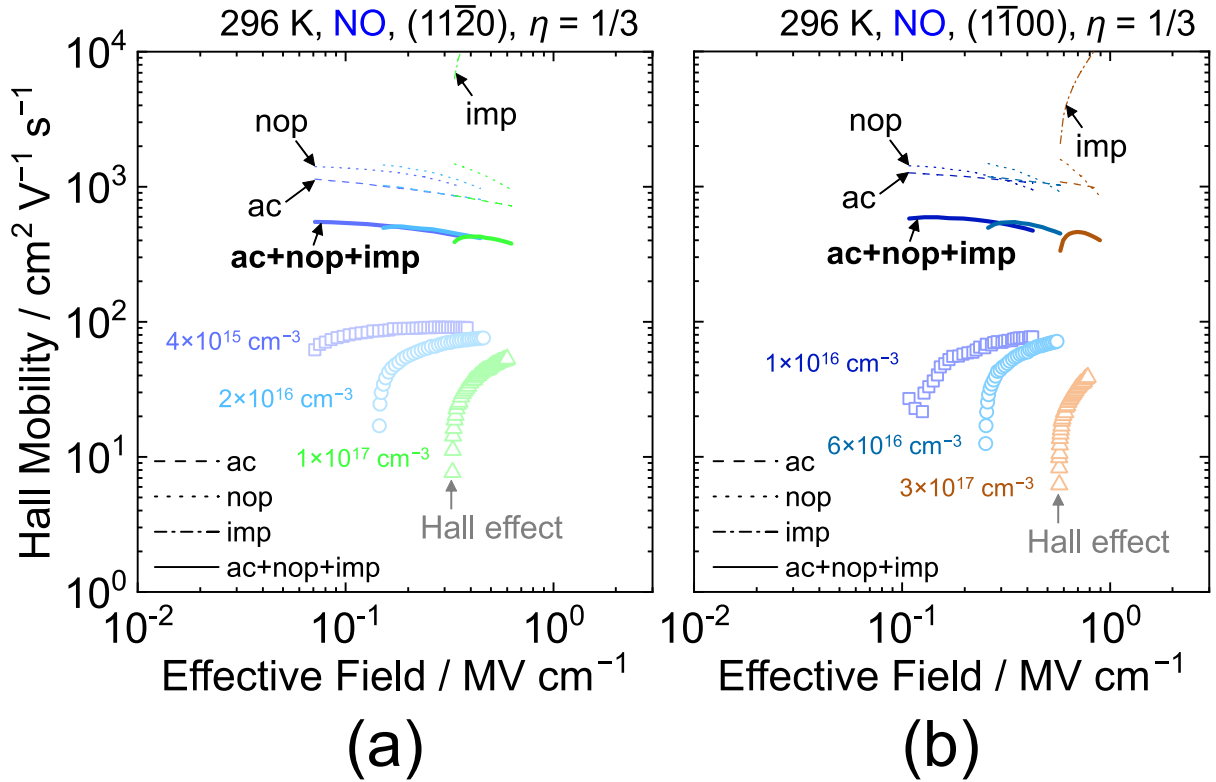 296 K, NO, (112̅0), η = 1/3
10⁴
10³
10²
10¹
10⁰
Hall Mobility / cm² V⁻¹ s⁻¹
imp
nop
ac
ac+nop+imp
4×10¹⁵ cm⁻³
2×10¹⁶ cm⁻³
1×10¹⁷ cm⁻³
ac
nop
imp
ac+nop+imp
Hall effect
10⁻²
10⁻¹
10⁰
Effective Field / MV cm⁻¹
(a)
296 K, NO, (11̅00), η = 1/3
imp
nop
ac
ac+nop+imp
1×10¹⁶ cm⁻³
6×10¹⁶ cm⁻³
3×10¹⁷ cm⁻³
ac
nop
imp
ac+nop+imp
Hall effect
10⁻²
10⁻¹
10⁰
Effective Field / MV cm⁻¹
(b)